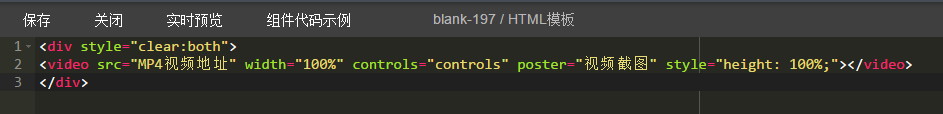 保存 关闭 实时预览 组件代码示例 blank-197 / HTML模板
1 <div style="clear:both">
2 <video src="MP4视频地址" width="100%" controls="controls" poster="视频截图" style="height: 100%;"></video>
3 </div>